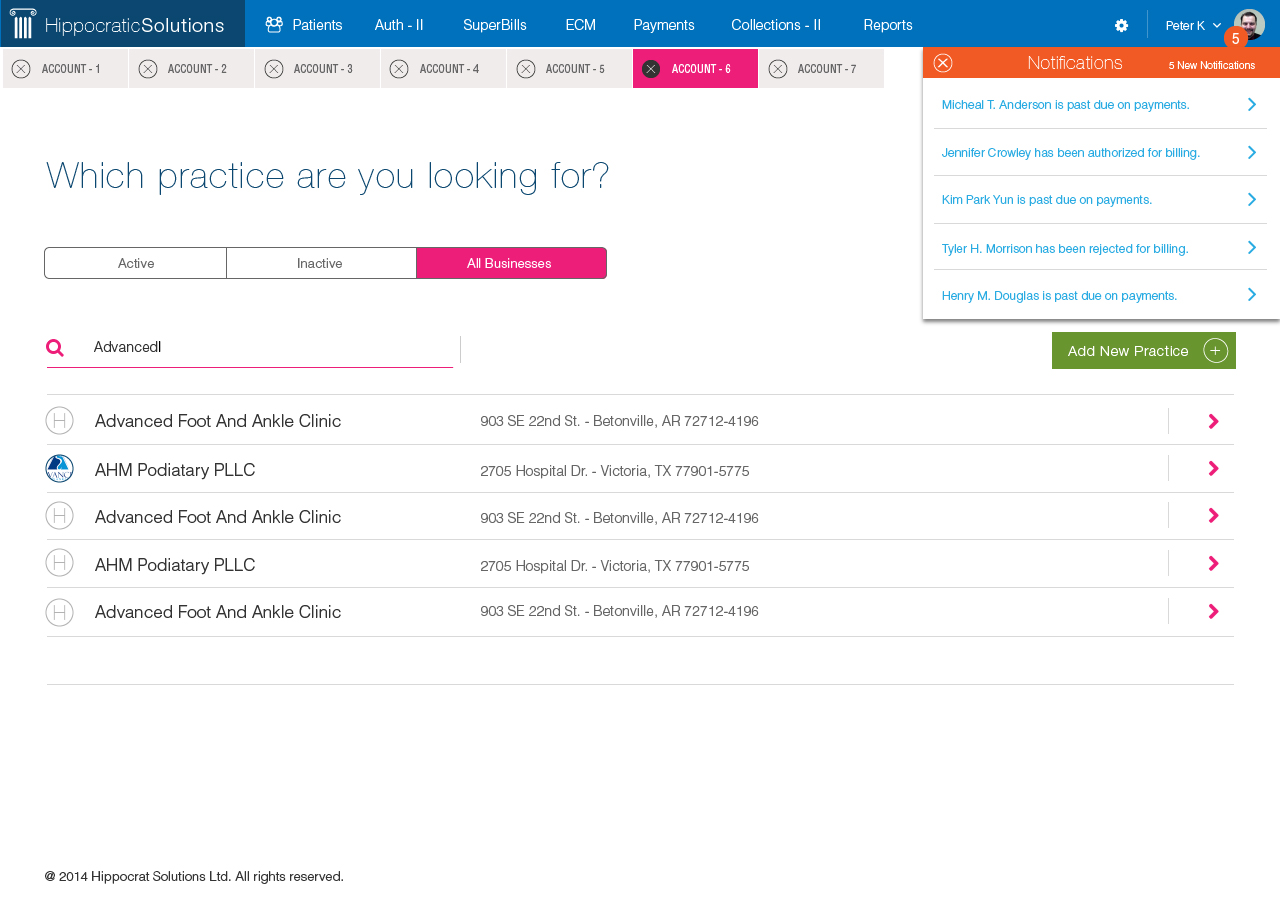 HippocraticSolutions
Patients
Auth - II
SuperBills
ECM
Payments
Collections - II
Reports
Peter K
5
ACCOUNT - 1
ACCOUNT - 2
ACCOUNT - 3
ACCOUNT - 4
ACCOUNT - 5
ACCOUNT - 6
ACCOUNT - 7
Notifications
5 New Notifications
Micheal T. Anderson is past due on payments.
Jennifer Crowley has been authorized for billing.
Kim Park Yun is past due on payments.
Tyler H. Morrison has been rejected for billing.
Henry M. Douglas is past due on payments.
Which practice are you looking for?
Active
Inactive
All Businesses
Advanced
Add New Practice
H
Advanced Foot And Ankle Clinic
903 SE 22nd St. - Betonville, AR 72712-4196
AHM Podiatary PLLC
2705 Hospital Dr. - Victoria, TX 77901-5775
H
Advanced Foot And Ankle Clinic
903 SE 22nd St. - Betonville, AR 72712-4196
H
AHM Podiatary PLLC
2705 Hospital Dr. - Victoria, TX 77901-5775
H
Advanced Foot And Ankle Clinic
903 SE 22nd St. - Betonville, AR 72712-4196
@ 2014 Hippocrat Solutions Ltd. All rights reserved.